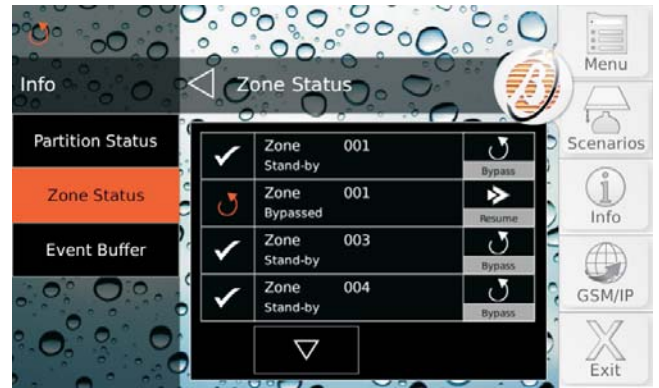 Info
Zone Status
Partition Status
Zone Status
Event Buffer
Zone 001
Stand-by
Bypass
Zone 001
Bypassed
Resume
Zone 003
Stand-by
Bypass
Zone 004
Stand-by
Bypass
Menu
Scenarios
Info
GSM/IP
Exit